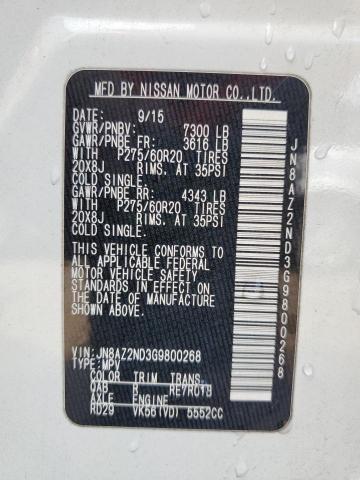 MFD BY NISSAN MOTOR CO.,LTD.
9/15
GVWR/PNBV: 7300 LB
GAWR/PNBE FR: 3616 LB
WITH P275/60R20 TIRES
20X8J RIMS. AT 35PSI
COLD SINGLE.
GAWR/PNBE RR: 4343 LB
WITH P275/60R20 TIRES
20X8J RIMS. AT 35PSI
COLD SINGLE.
THIS VEHICLE CONFORMS TO
ALL APPLICABLE FEDERAL
MOTOR VEHICLE SAFETY
STANDARDS IN EFFECT ON
THE DATE OF MANUFACTURE
SHOWN ABOVE.
VIN: JN8AZ2ND3G9800268
TYPE: MPV
COLOR TRIM TRANS.
QAB K RE7R01B
AXLE ENGINE
RD29 VK56(VD) 5552CC
JN8AZ2ND3G9800268